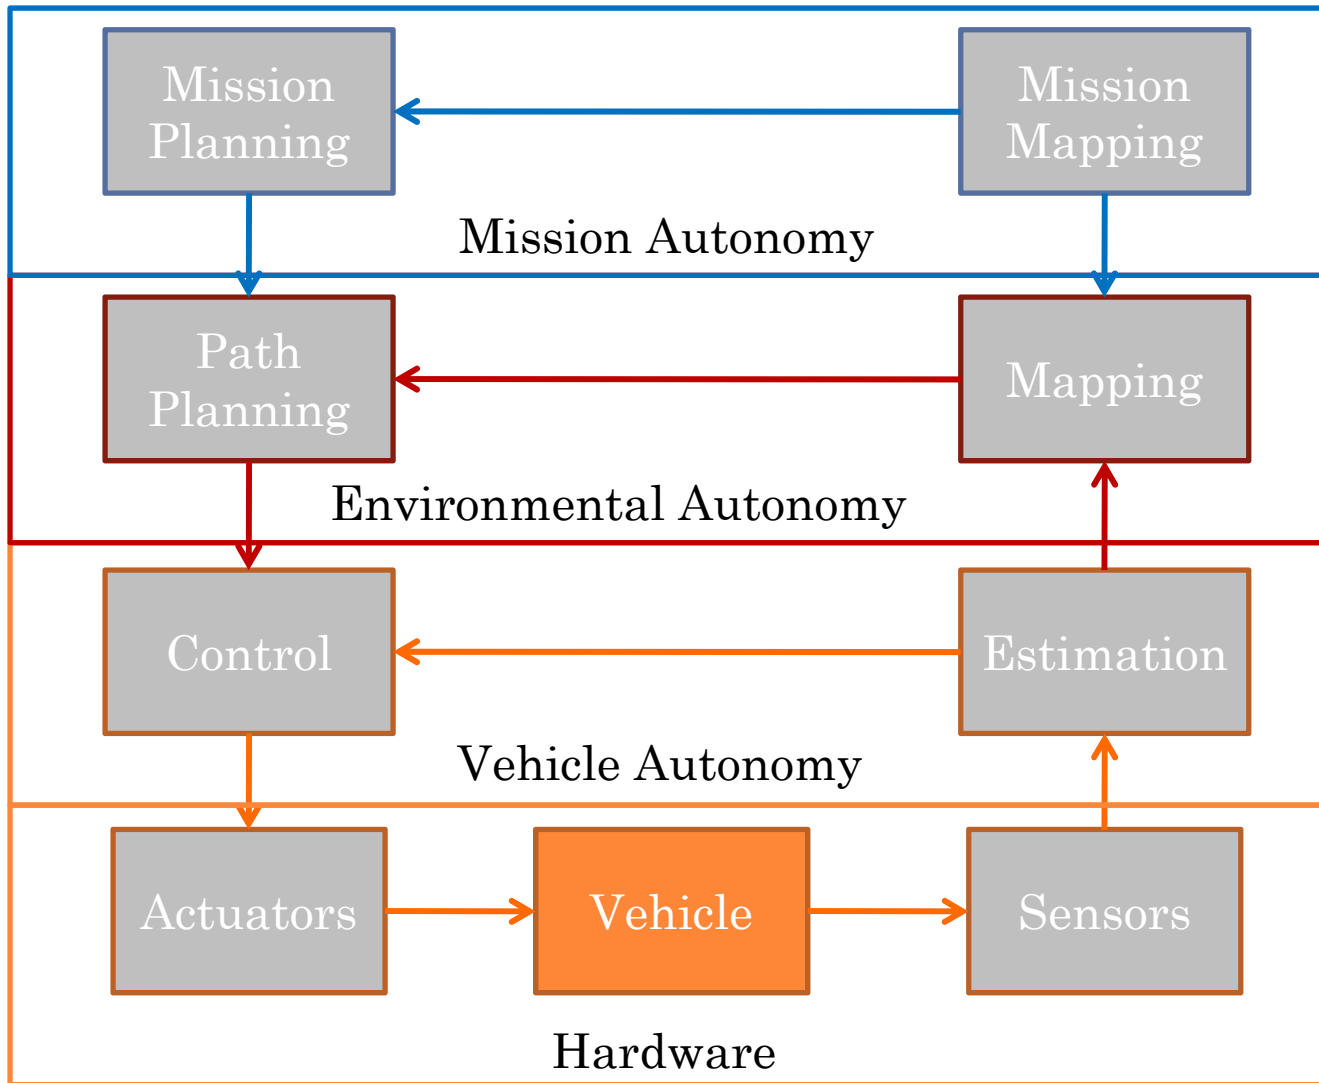 Mission
Planning
Mission
Mapping
Mission Autonomy
Path
Planning
Mapping
Environmental Autonomy
Control
Estimation
Vehicle Autonomy
Actuators
Vehicle
Sensors
Hardware